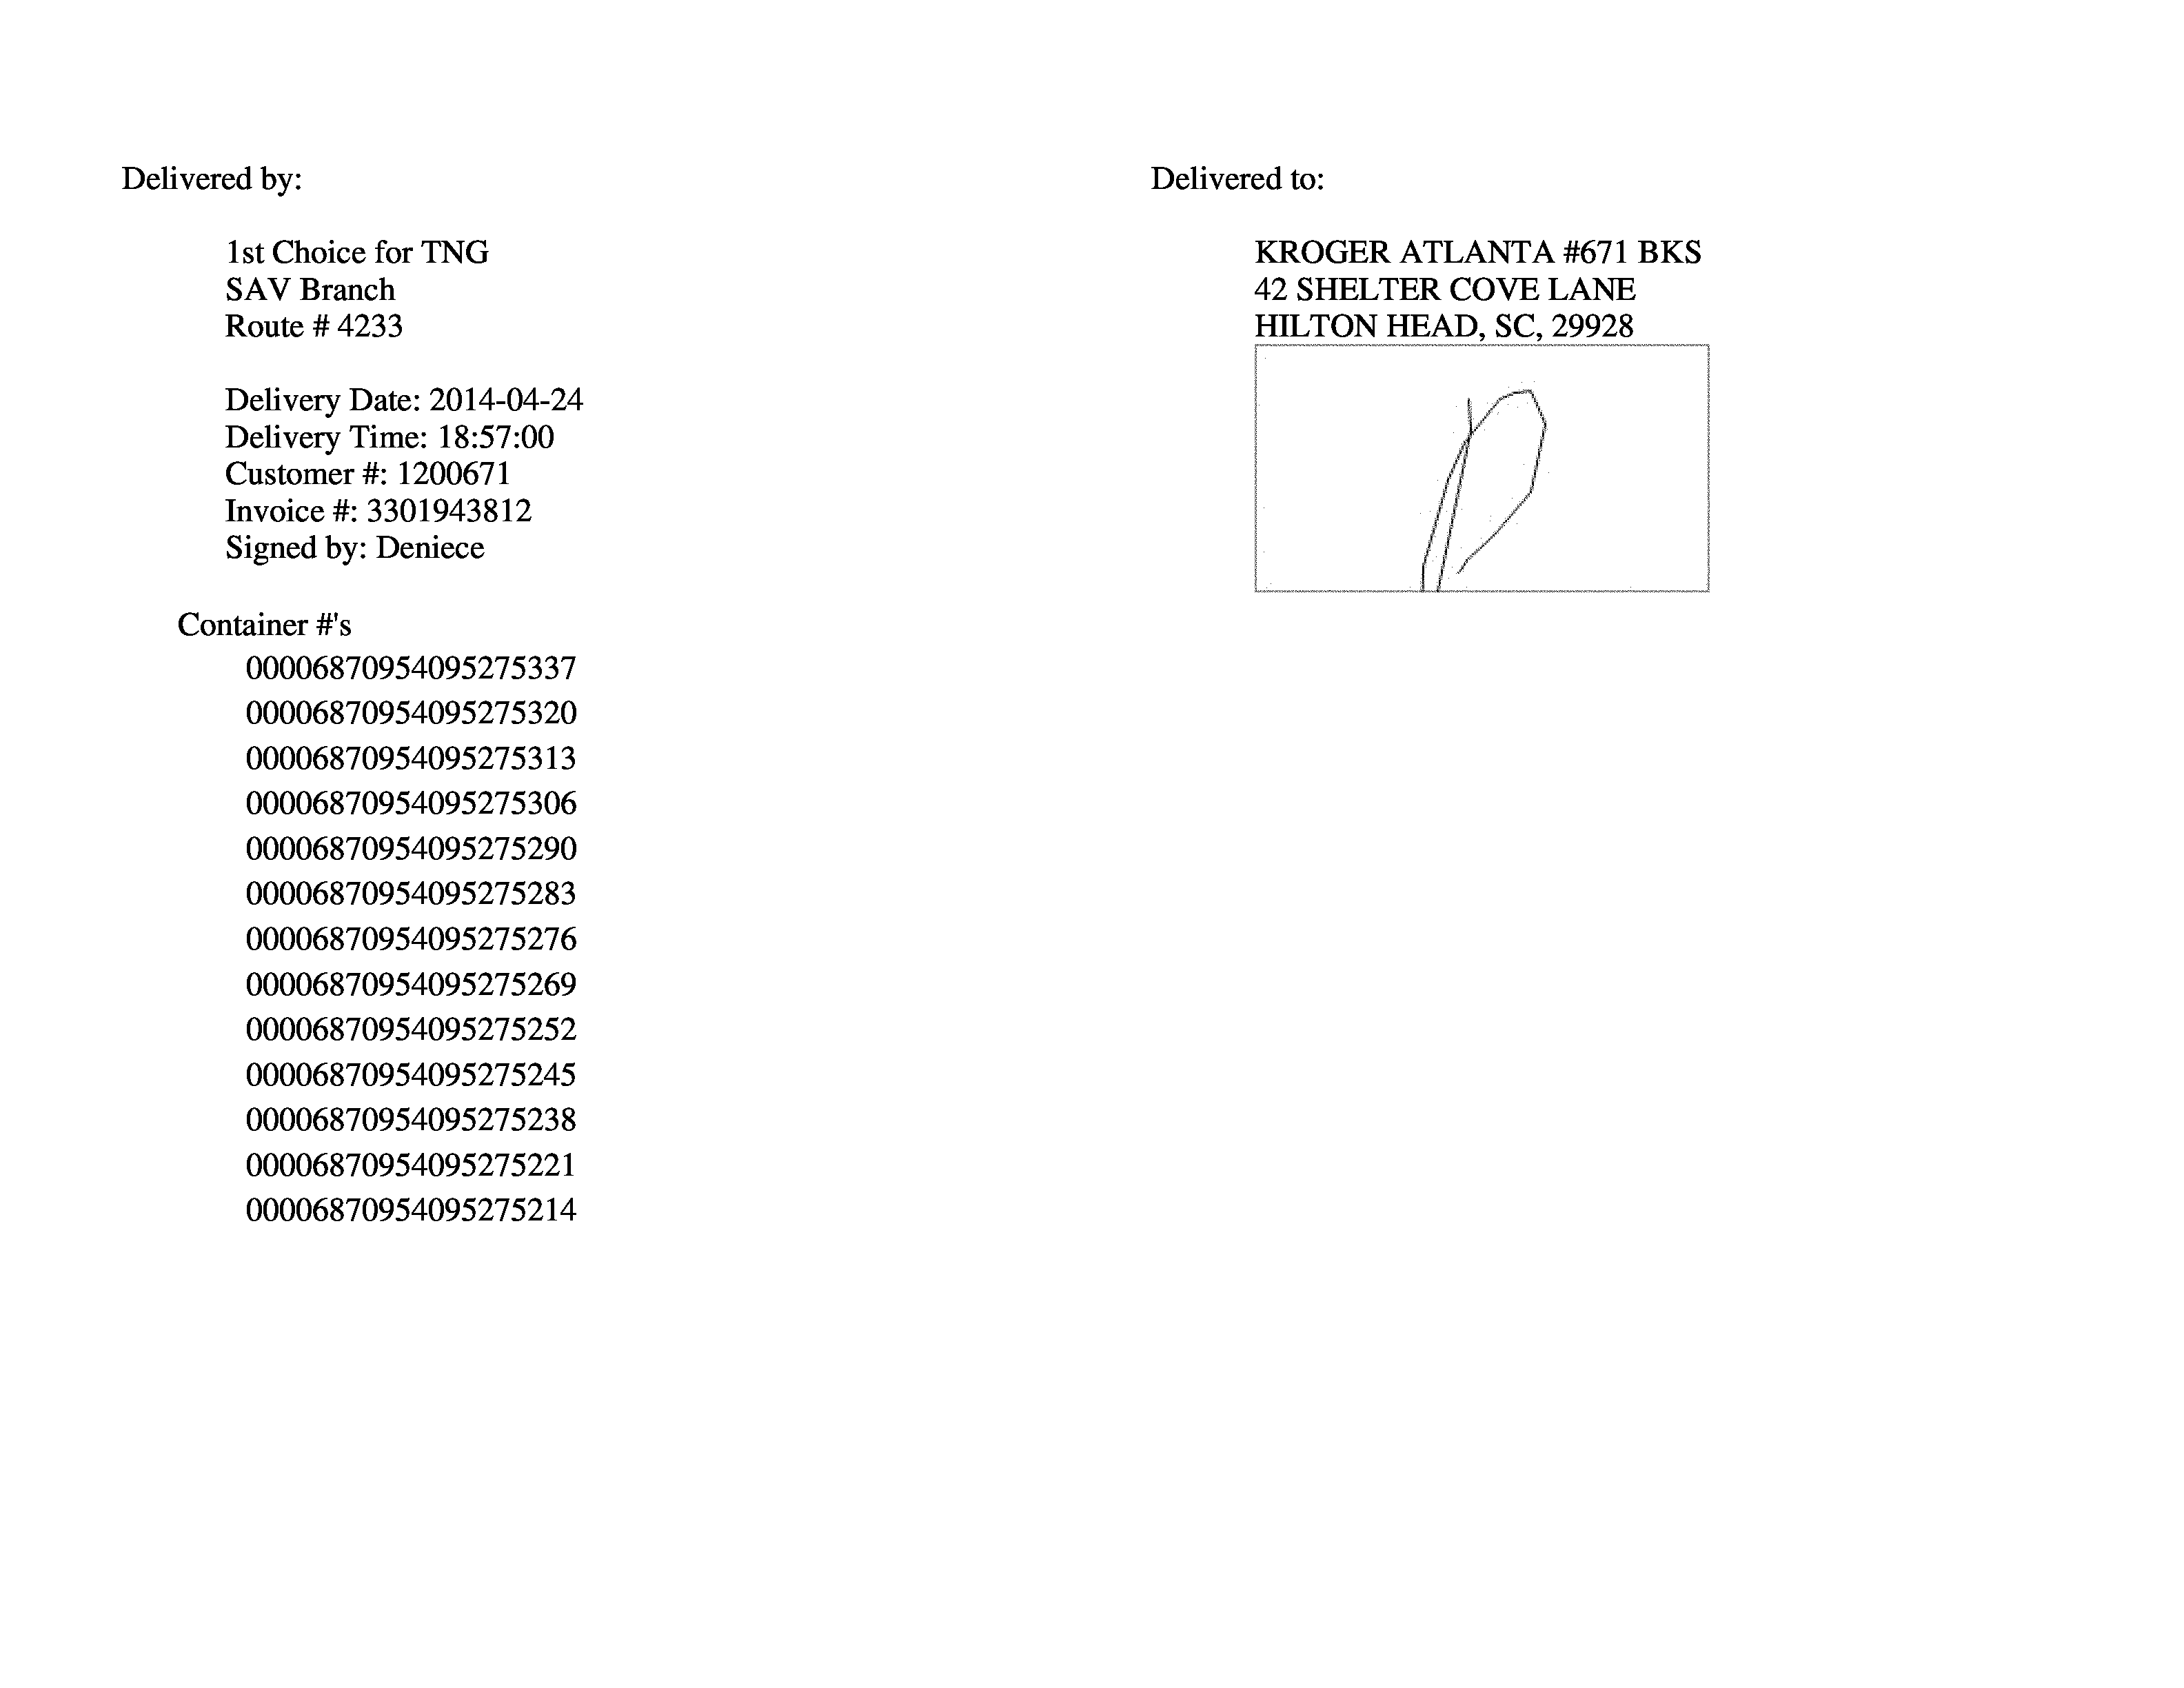 Delivered by:
1st Choice for TNG
SAV Branch
Route # 4233
Delivery Date: 2014-04-24
Delivery Time: 18:57:00
Customer #: 1200671
Invoice #: 3301943812
Signed by: Deniece
Container #'s
00006870954095275337
00006870954095275320
00006870954095275313
00006870954095275306
00006870954095275290
00006870954095275283
00006870954095275276
00006870954095275269
00006870954095275252
00006870954095275245
00006870954095275238
00006870954095275221
00006870954095275214
Delivered to:
KROGER ATLANTA #671 BKS
42 SHELTER COVE LANE
HILTON HEAD, SC, 29928